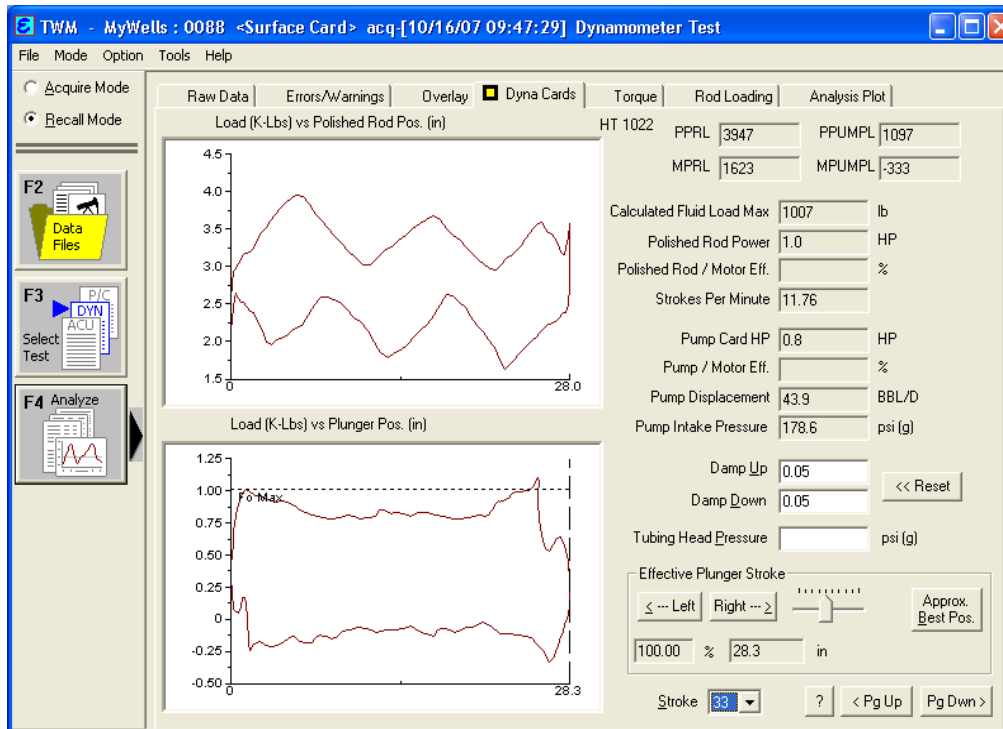 TWM - MyWells : 0088 <Surface Card> acq-[10/16/07 09:47:29] Dynamometer Test
File Mode Option Tools Help
Acquire Mode
Recall Mode
F2
Data
Files
F3
P/C
DYN
ACU
Select
Test
F4 Analyze
Raw Data Errors/Warnings Overlay Dyna Cards Torque Rod Loading Analysis Plot
Load (K-Lbs) vs Polished Rod Pos. (in)
4.5
4.0
3.5
3.0
2.5
2.0
1.5
0 28.0
Load (K-Lbs) vs Plunger Pos. (in)
1.25
1.00
Fo Max
0.75
0.50
0.25
0
-0.25
-0.50
0 28.3
HT 1022 PPRL 3947 PPUMPL 1097
MPRL 1623 MPUMPL -333
Calculated Fluid Load Max 1007 lb
Polished Rod Power 1.0 HP
Polished Rod / Motor Eff. %
Strokes Per Minute 11.76
Pump Card HP 0.8 HP
Pump / Motor Eff. %
Pump Displacement 43.9 BBL/D
Pump Intake Pressure 178.6 psi (g)
Damp Up 0.05
Damp Down 0.05
<< Reset
Tubing Head Pressure psi (g)
Effective Plunger Stroke
< --- Left Right --- >
Approx.
Best Pos.
100.00 % 28.3 in
Stroke 33 ? < Pg Up Pg Dwn >